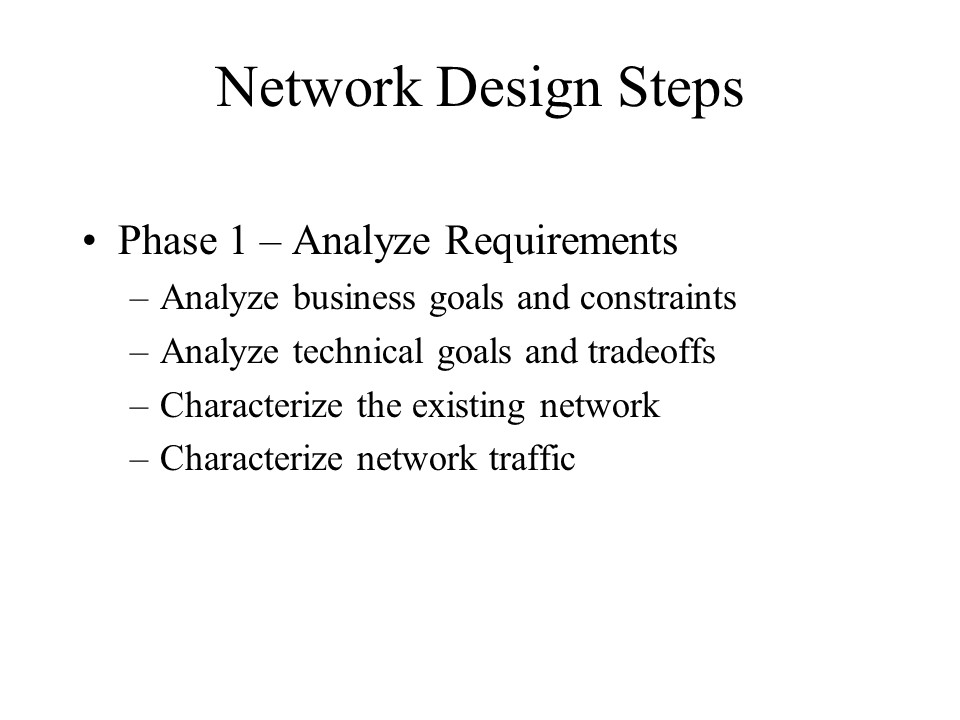 Network Design Steps
• Phase 1 – Analyze Requirements
– Analyze business goals and constraints
– Analyze technical goals and tradeoffs
– Characterize the existing network
– Characterize network traffic